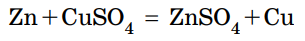 Zn + CuSO₄ = ZnSO₄ + Cu